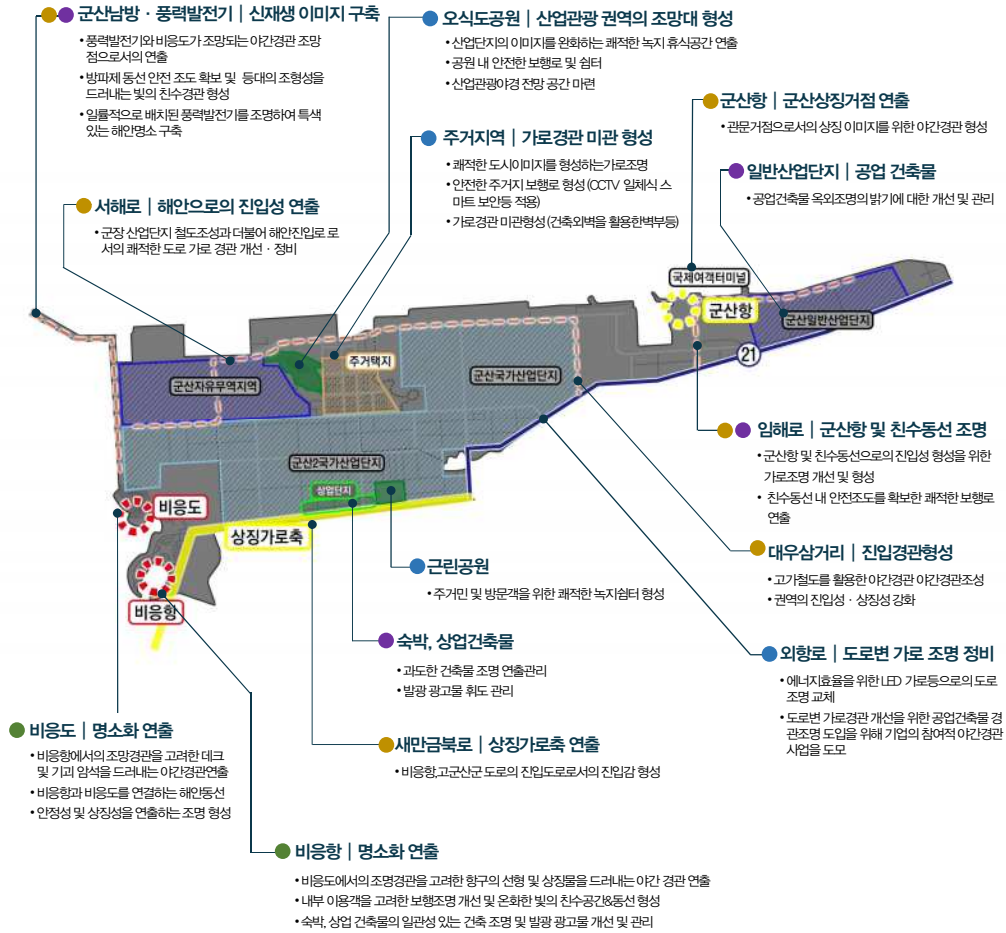 군산남방 · 풍력발전기 | 신재생 이미지 구축
• 풍력발전기와 비응도가 조망되는 야간경관 조망
점으로서의 연출
• 방파제 동선 안전 조도 확보 및 등대의 조형성을
드러내는 빛의 친수경관 형성
• 일률적으로 배치된 풍력발전기를 조명하여 특색
있는 해안명소 구축
오식도공원 | 산업관광 권역의 조망대 형성
• 산업단지의 이미지를 완화하는 쾌적한 녹지 휴식공간 연출
• 공원 내 안전한 보행로 및 쉼터
• 산업관광야경 전망 공간 마련
군산항 | 군산상징거점 연출
• 관문거점으로서의 상징 이미지를 위한 야간경관 형성
주거지역 | 가로경관 미관 형성
• 쾌적한 도시이미지를 형성하는가로조명
• 안전한 주거지 보행로 형성 (CCTV 일체식 스
마트 보안등 적용)
• 가로경관 미관형성 (건축외벽을 활용한벽부등)
일반산업단지 | 공업 건축물
• 공업건축물 옥외조명의 밝기에 대한 개선 및 관리
서해로 | 해안으로의 진입성 연출
• 군장 산업단지 철도조성과 더불어 해안진입로 로
서의 쾌적한 도로 가로 경관 개선 · 정비
국제여객터미널
군산항
군산일반산업단지
21
주거택지
군산자유무역지역
군산국가산업단지
군산2국가산업단지
상업단지
비응도
상징가로축
비응항
임해로 | 군산항 및 친수동선 조명
• 군산항 및 친수동선으로의 진입성 형성을 위한
가로조명 개선 및 형성
• 친수동선 내 안전조도를 확보한 쾌적한 보행로
연출
대우삼거리 | 진입경관형성
• 고가철도를 활용한 야간경관 야간경관조성
• 권역의 진입성 · 상징성 강화
근린공원
• 주거민 및 방문객을 위한 쾌적한 녹지쉼터 형성
숙박, 상업건축물
• 과도한 건축물 조명 연출관리
• 발광 광고물 휘도 관리
외항로 | 도로변 가로 조명 정비
• 에너지효율을 위한 LED 가로등으로의 도로
조명 교체
• 도로변 가로경관 개선을 위한 공업건축물 경
관조명 도입을 위해 기업의 참여적 야간경관
사업을 도모
비응도 | 명소화 연출
• 비응항에서의 조망경관을 고려한 데크
및 기괴 암석을 드러내는 야간경관연출
• 비응항과 비응도를 연결하는 해안동선
• 안정성 및 상징성을 연출하는 조명 형성
새만금북로 | 상징가로축 연출
• 비응항,고군산군 도로의 진입도로로서의 진입감 형성
비응항 | 명소화 연출
• 비응도에서의 조명경관을 고려한 항구의 선형 및 상징물을 드러내는 야간 경관 연출
• 내부 이용객을 고려한 보행조명 개선 및 온화한 빛의 친수공간&동선 형성
• 숙박, 상업 건축물의 일관성 있는 건축 조명 및 발광 광고물 개선 및 관리